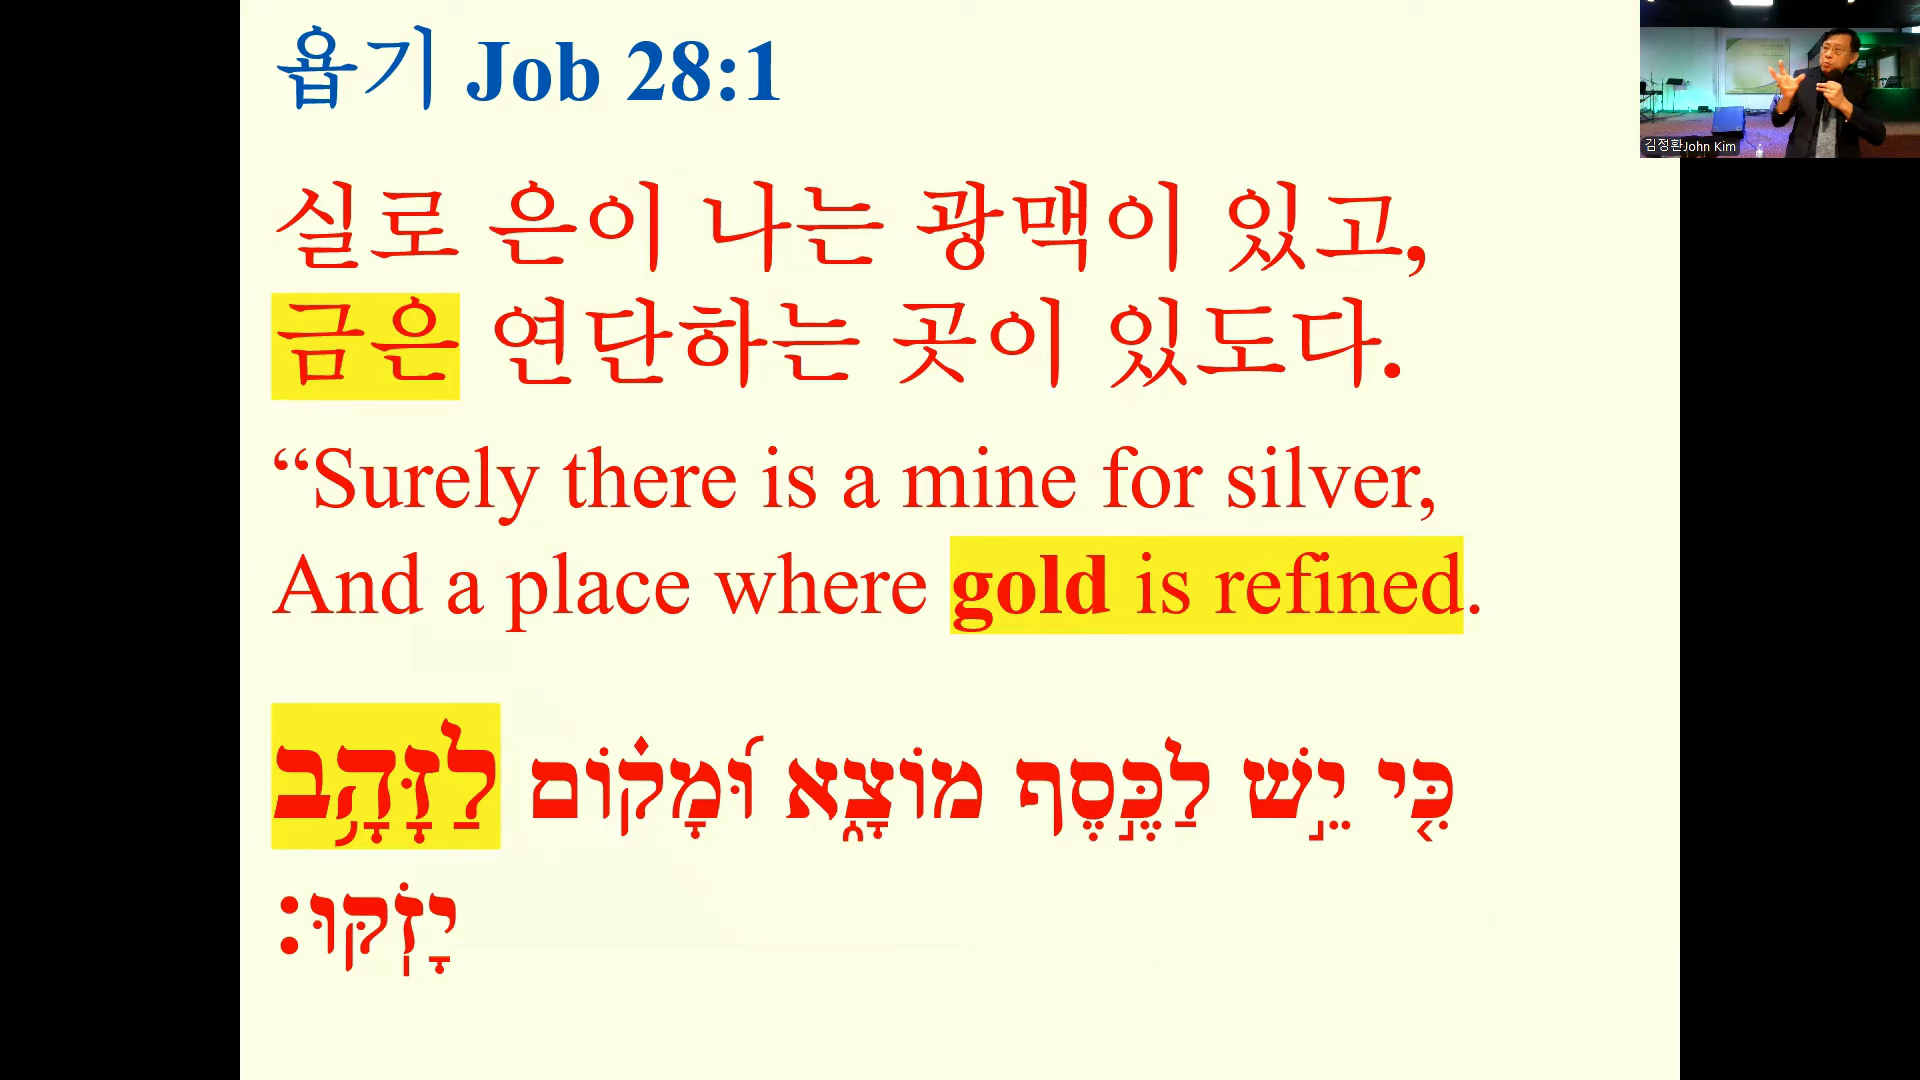 욥기 Job 28:1
김정환John Kim
실로 은이 나는 광맥이 있고,
금은 연단하는 곳이 있도다.
“Surely there is a mine for silver,
And a place where gold is refined.
כִּ֤י יֵ֣שׁ לַכֶּ֣סֶף מוֹצָ֑א וּ֝מָק֗וֹם לַזָּהָ֥ב
יָזֹֽקּוּ׃